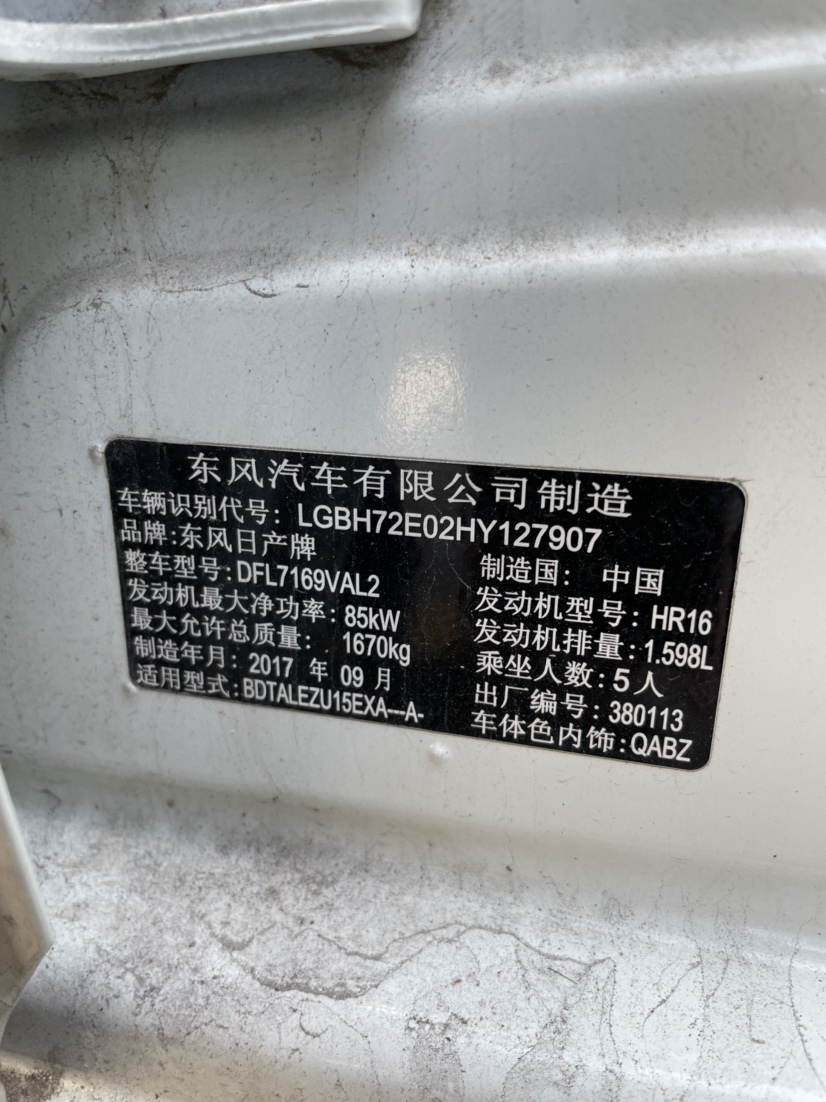 东风汽车有限公司制造
车辆识别代号: LGBH72E02HY127907
品牌:东风日产牌 制造国: 中国
整车型号:DFL7169VAL2 发动机型号: HR16
发动机最大净功率: 85kW 发动机排量:1.598L
最大允许总质量: 1670kg 乘坐人数:5人
制造年月: 2017 年 09 月 出厂编号: 380113
适用型式:BDTALEZU15EXA---A- 车体色内饰:QABZ